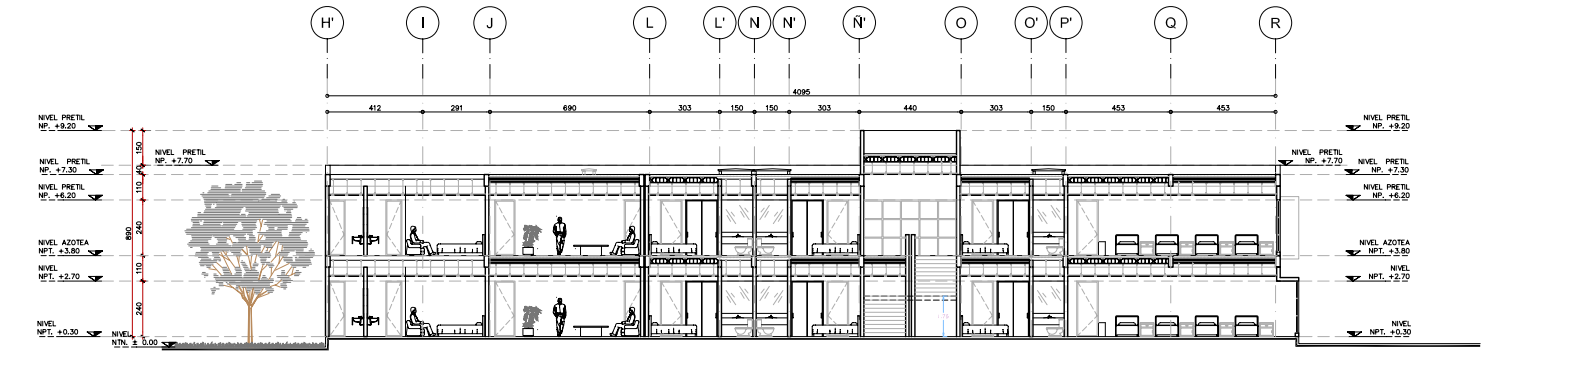 H' I J L L' N N' Ñ' O O' P' Q R
4095
412 291 690 303 150 150 303 440 303 150 453 453
NIVEL PRETIL
NP. +9.20
NIVEL PRETIL
NP. +7.70
NIVEL PRETIL
NP. +7.30
NIVEL PRETIL
NP. +6.20
NIVEL AZOTEA
NPT. +3.80
NIVEL
NPT. +2.70
NIVEL
NPT. +0.30
NIVEL
NTN. ± 0.00
150
40
110
240
890
110
240
NIVEL PRETIL
NP. +9.20
NIVEL PRETIL
NP. +7.70
NIVEL PRETIL
NP. +7.30
NIVEL PRETIL
NP. +6.20
NIVEL AZOTEA
NPT. +3.80
NIVEL
NPT. +2.70
NIVEL
NPT. +0.30